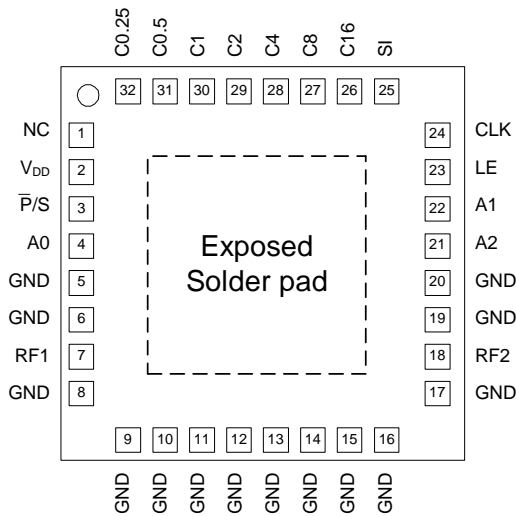 C0.25 C0.5 C1 C2 C4 C8 C16 SI
32 31 30 29 28 27 26 25
NC 1 24 CLK
VDD 2 23 LE
P̅/S 3 22 A1
A0 4 21 A2
GND 5 20 GND
GND 6 19 GND
RF1 7 18 RF2
GND 8 17 GND
Exposed
Solder pad
9 10 11 12 13 14 15 16
GND GND GND GND GND GND GND GND